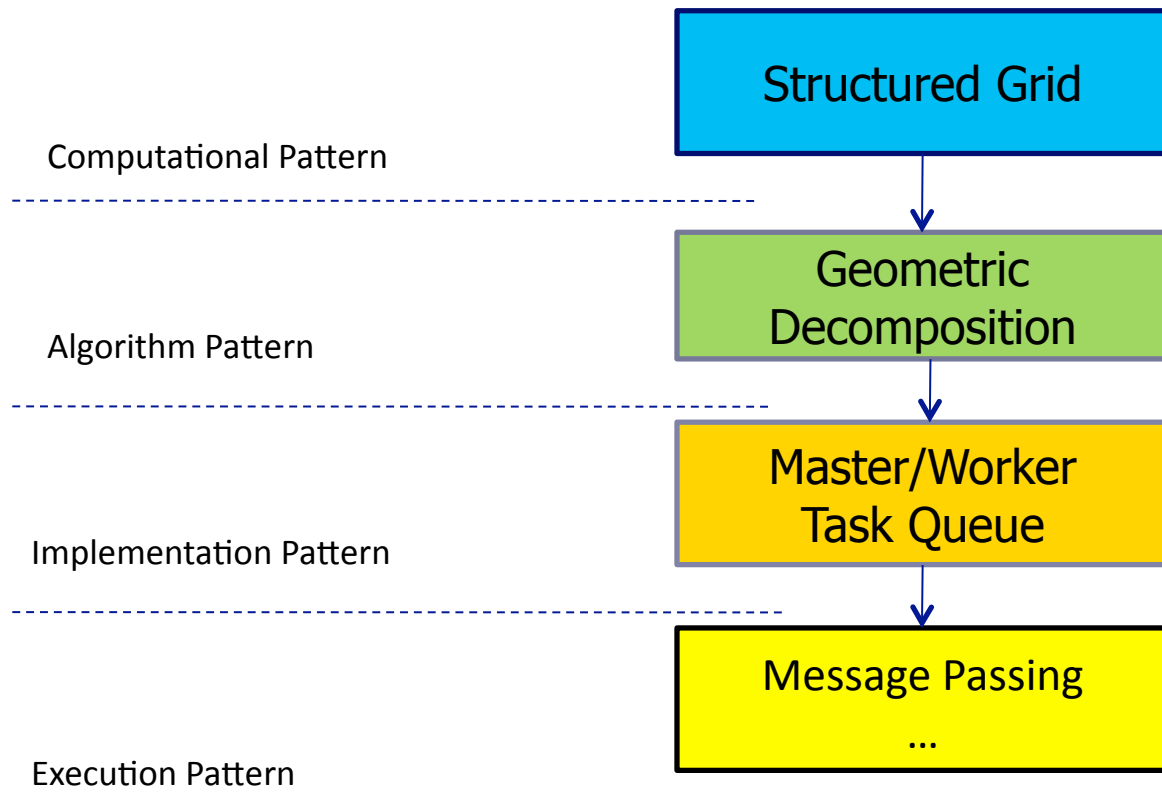 Structured Grid
Computational Pattern
Geometric
Decomposition
Algorithm Pattern
Master/Worker
Task Queue
Implementation Pattern
Message Passing
...
Execution Pattern